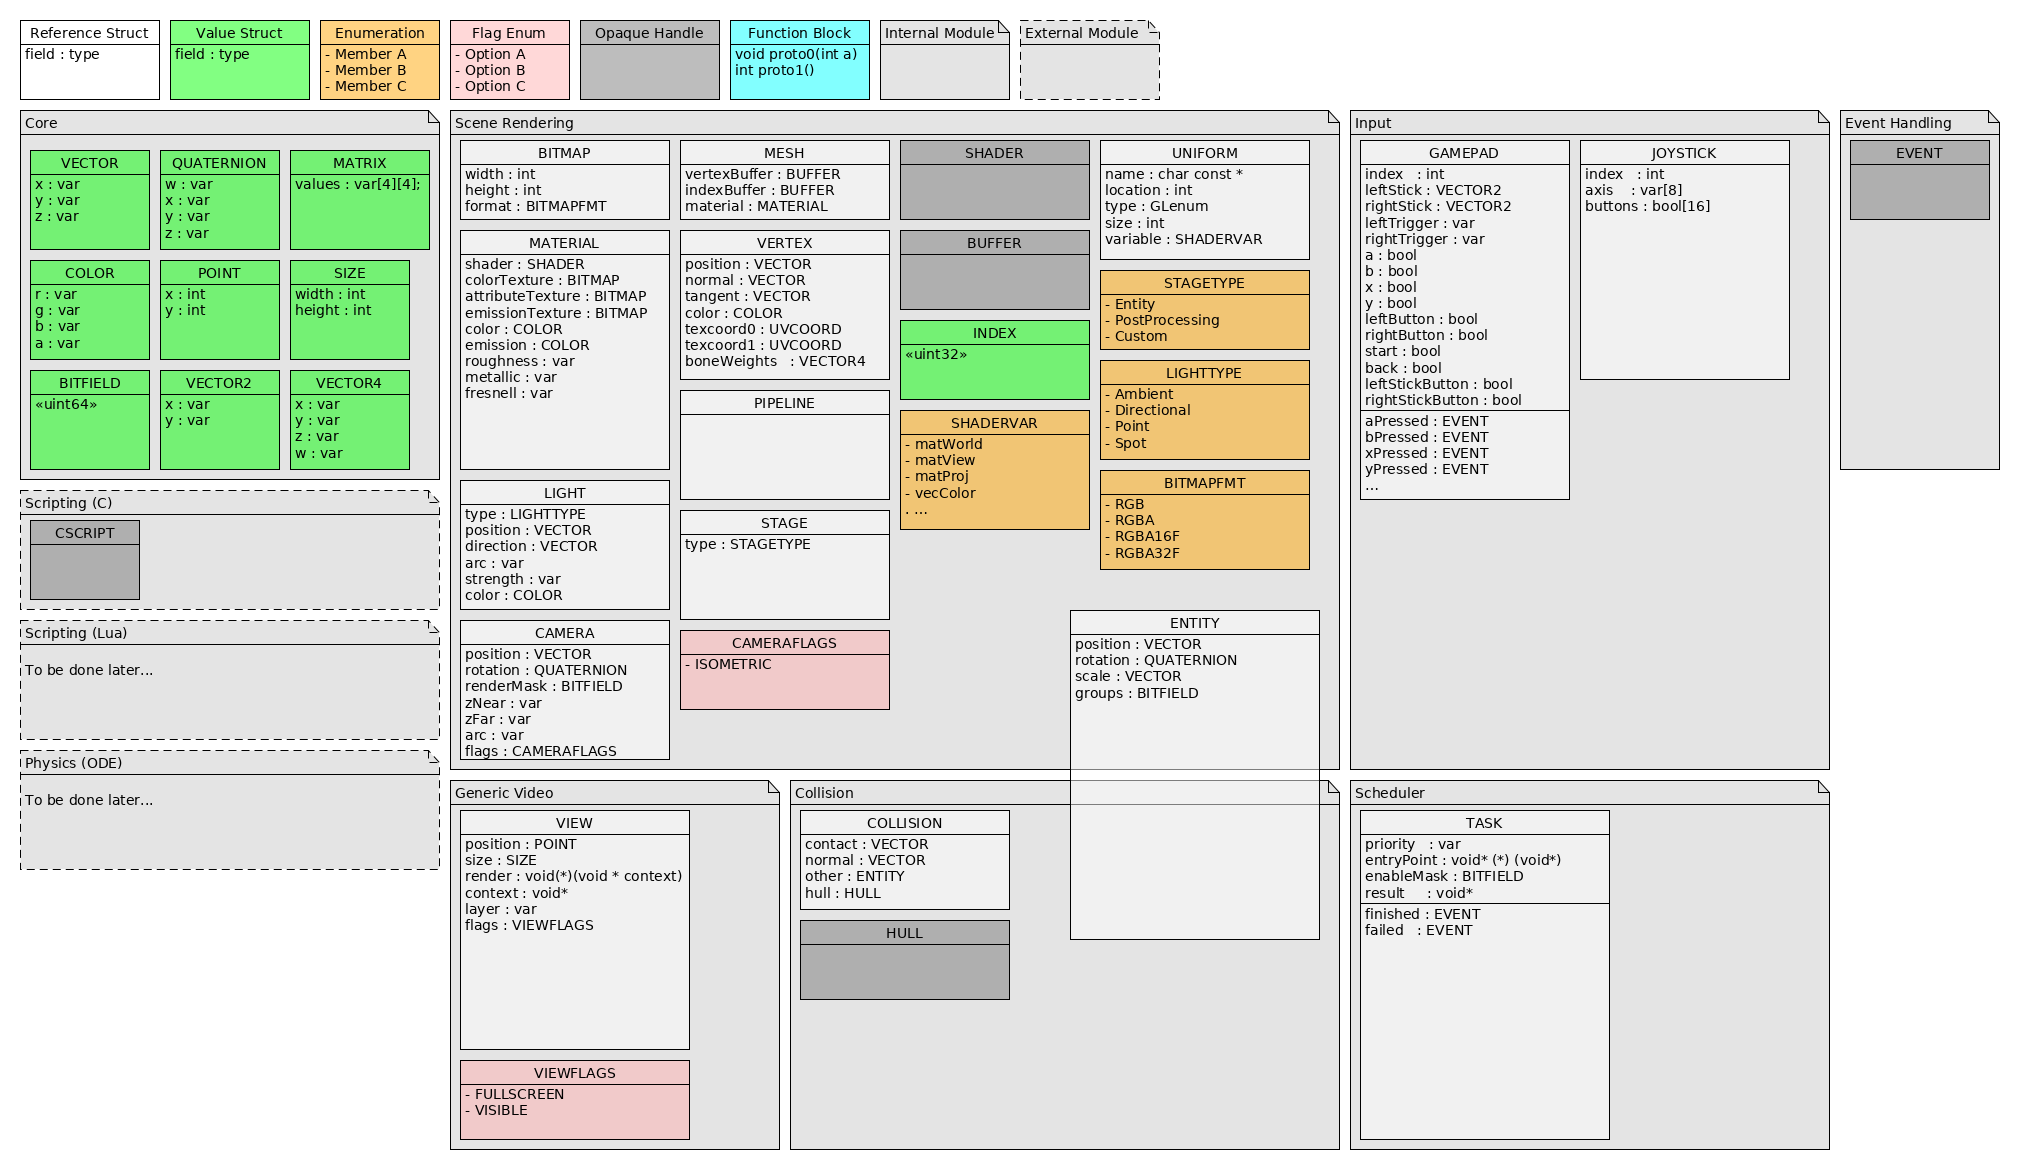 Reference Struct
field : type
Value Struct
field : type
Enumeration
- Member A
- Member B
- Member C
Flag Enum
- Option A
- Option B
- Option C
Opaque Handle
Function Block
void proto0(int a)
int proto1()
Internal Module
External Module
Core
VECTOR
x : var
y : var
z : var
QUATERNION
w : var
x : var
y : var
z : var
MATRIX
values : var[4][4];
COLOR
r : var
g : var
b : var
a : var
POINT
x : int
y : int
SIZE
width : int
height : int
BITFIELD
«uint64»
VECTOR2
x : var
y : var
VECTOR4
x : var
y : var
z : var
w : var
Scripting (C)
CSCRIPT
Scripting (Lua)
To be done later...
Physics (ODE)
To be done later...
Scene Rendering
BITMAP
width : int
height : int
format : BITMAPFMT
MATERIAL
shader : SHADER
colorTexture : BITMAP
attributeTexture : BITMAP
emissionTexture : BITMAP
color : COLOR
emission : COLOR
roughness : var
metallic : var
fresnell : var
LIGHT
type : LIGHTTYPE
position : VECTOR
direction : VECTOR
arc : var
strength : var
color : COLOR
CAMERA
position : VECTOR
rotation : QUATERNION
renderMask : BITFIELD
zNear : var
zFar : var
arc : var
flags : CAMERAFLAGS
MESH
vertexBuffer : BUFFER
indexBuffer : BUFFER
material : MATERIAL
VERTEX
position : VECTOR
normal : VECTOR
tangent : VECTOR
color : COLOR
texcoord0 : UVCOORD
texcoord1 : UVCOORD
boneWeights : VECTOR4
PIPELINE
STAGE
type : STAGETYPE
CAMERAFLAGS
- ISOMETRIC
SHADER
BUFFER
INDEX
«uint32»
SHADERVAR
- matWorld
- matView
- matProj
- vecColor
. ...
UNIFORM
name : char const *
location : int
type : GLenum
size : int
variable : SHADERVAR
STAGETYPE
- Entity
- PostProcessing
- Custom
LIGHTTYPE
- Ambient
- Directional
- Point
- Spot
BITMAPFMT
- RGB
- RGBA
- RGBA16F
- RGBA32F
ENTITY
position : VECTOR
rotation : QUATERNION
scale : VECTOR
groups : BITFIELD
Generic Video
VIEW
position : POINT
size : SIZE
render : void(*)(void * context)
context : void*
layer : var
flags : VIEWFLAGS
VIEWFLAGS
- FULLSCREEN
- VISIBLE
Collision
COLLISION
contact : VECTOR
normal : VECTOR
other : ENTITY
hull : HULL
HULL
Input
GAMEPAD
index : int
leftStick : VECTOR2
rightStick : VECTOR2
leftTrigger : var
rightTrigger : var
a : bool
b : bool
x : bool
y : bool
leftButton : bool
rightButton : bool
start : bool
back : bool
leftStickButton : bool
rightStickButton : bool
aPressed : EVENT
bPressed : EVENT
xPressed : EVENT
yPressed : EVENT
...
JOYSTICK
index : int
axis : var[8]
buttons : bool[16]
Scheduler
TASK
priority : var
entryPoint : void* (*) (void*)
enableMask : BITFIELD
result : void*
finished : EVENT
failed : EVENT
Event Handling
EVENT